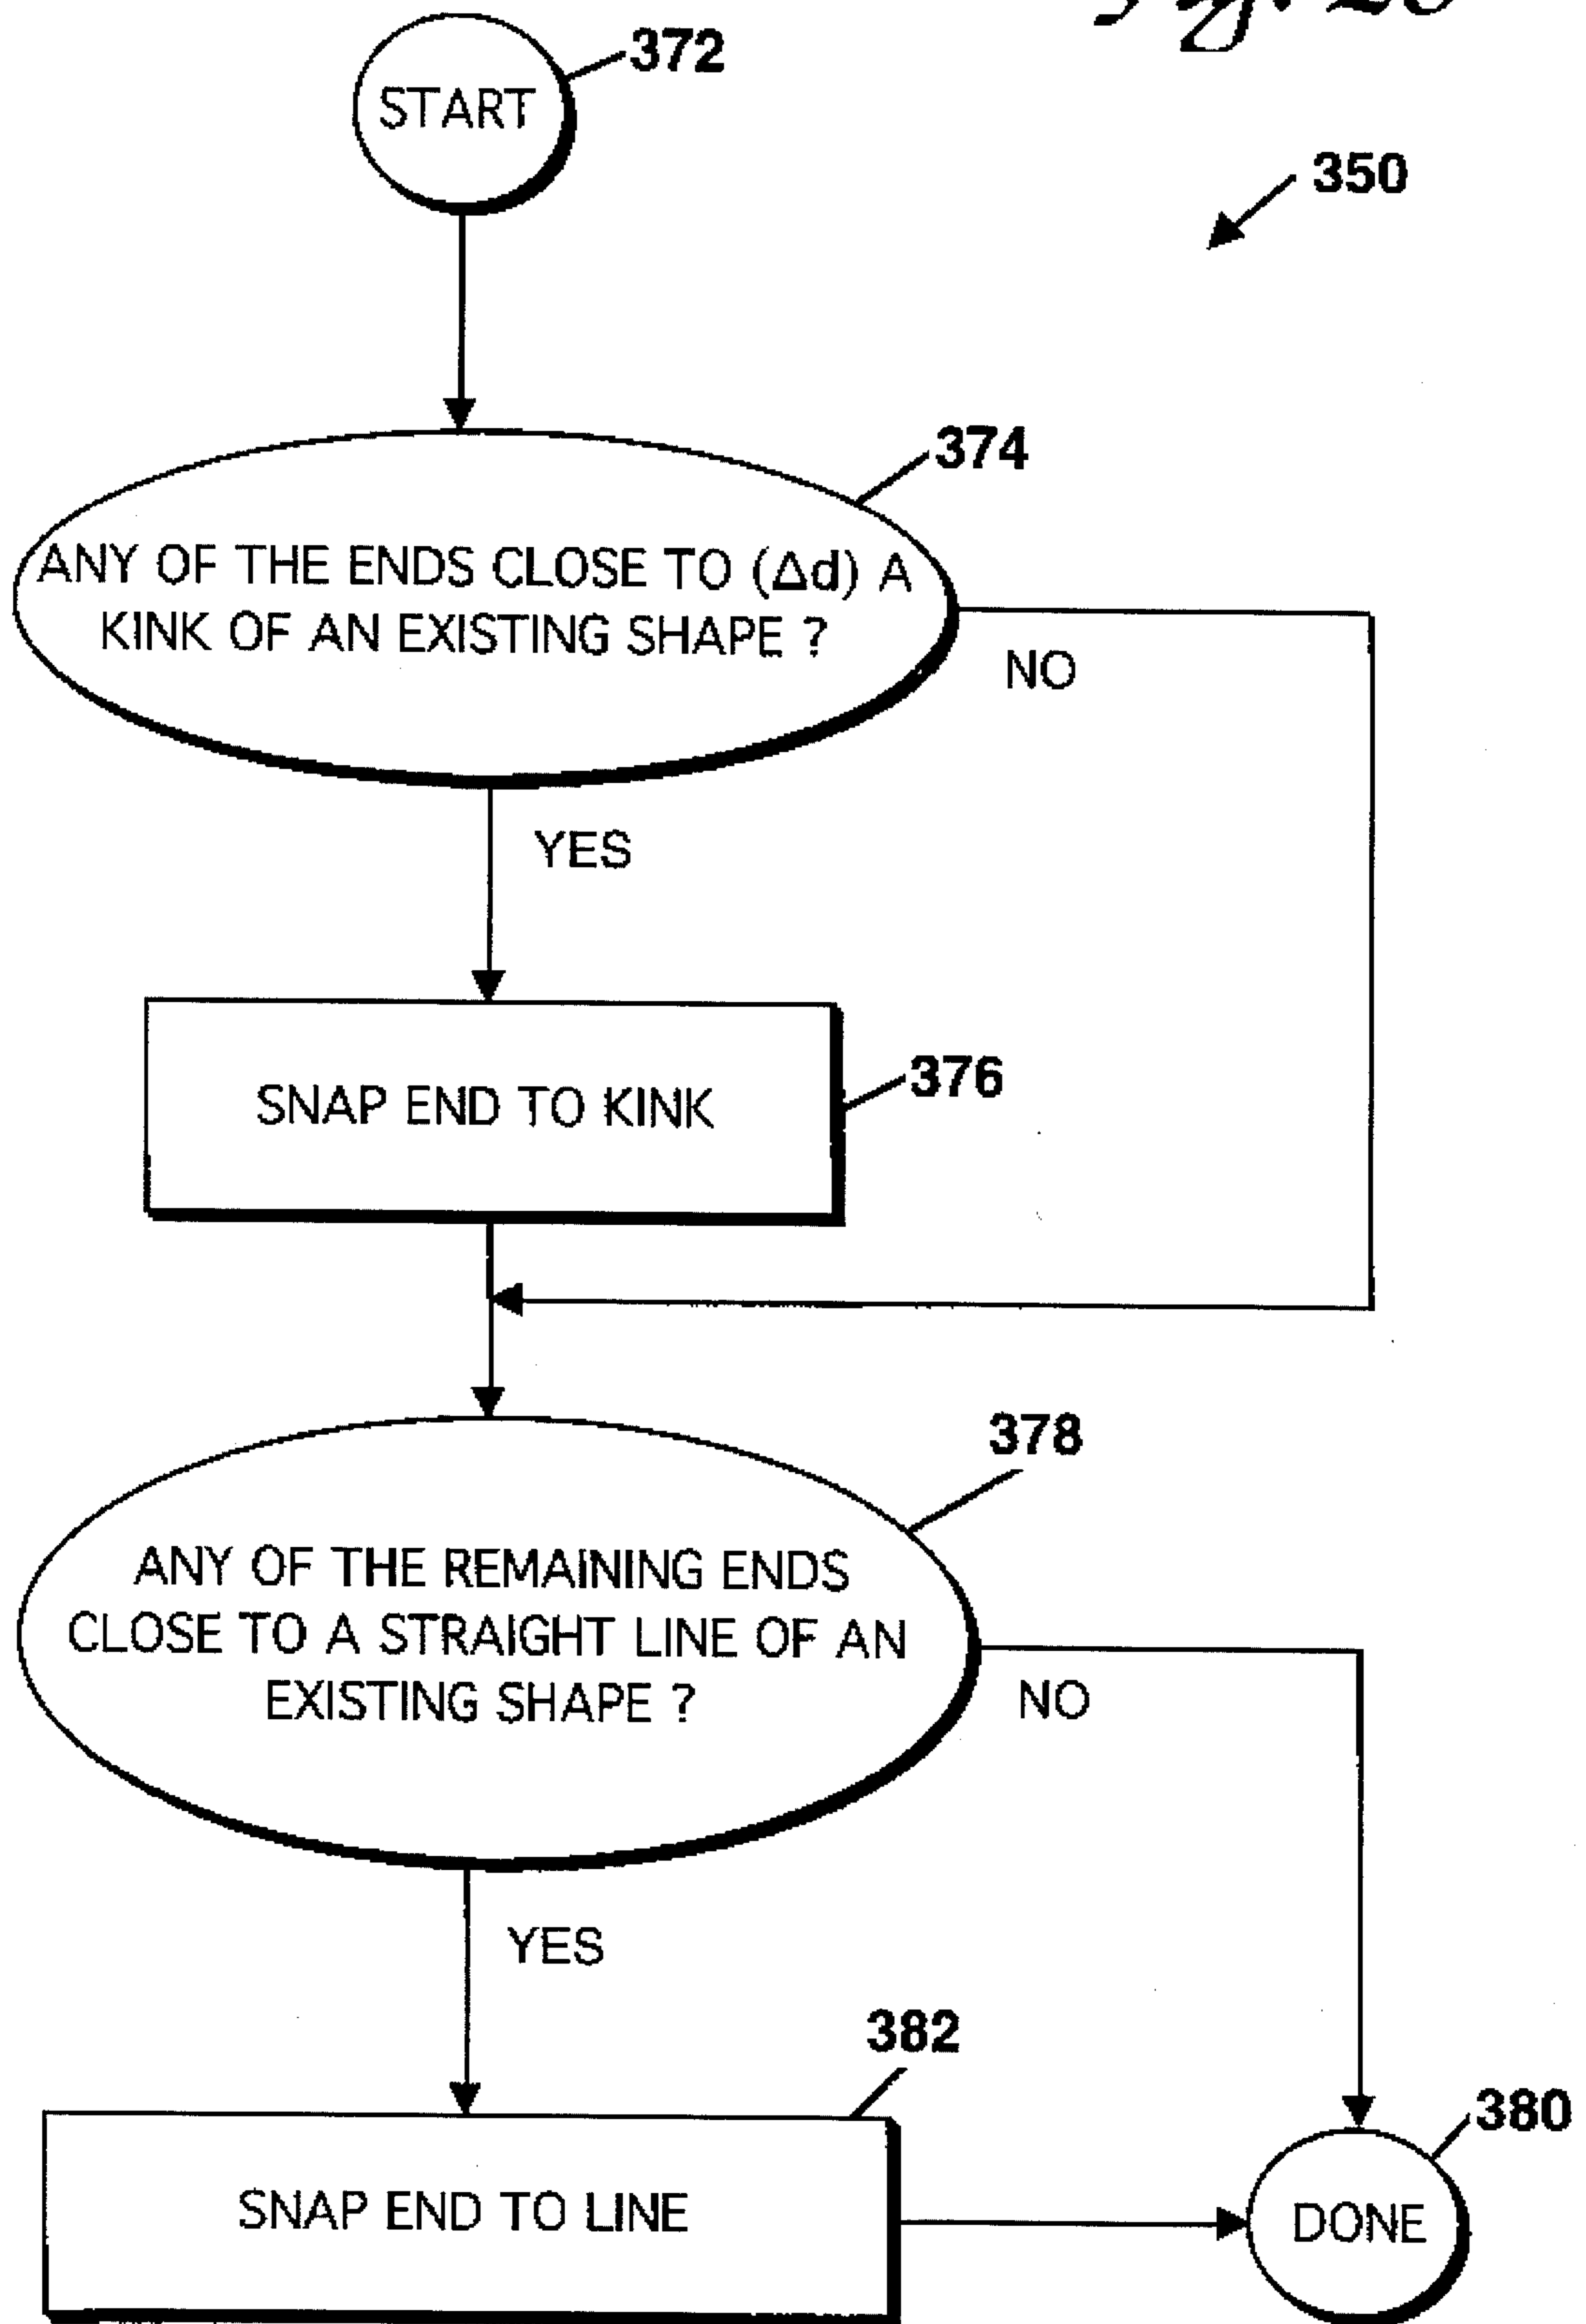 372
START
350
374
ANY OF THE ENDS CLOSE TO (Δd) A
KINK OF AN EXISTING SHAPE ?
NO
YES
SNAP END TO KINK
376
378
ANY OF THE REMAINING ENDS
CLOSE TO A STRAIGHT LINE OF AN
EXISTING SHAPE ?
NO
YES
382
380
SNAP END TO LINE
DONE